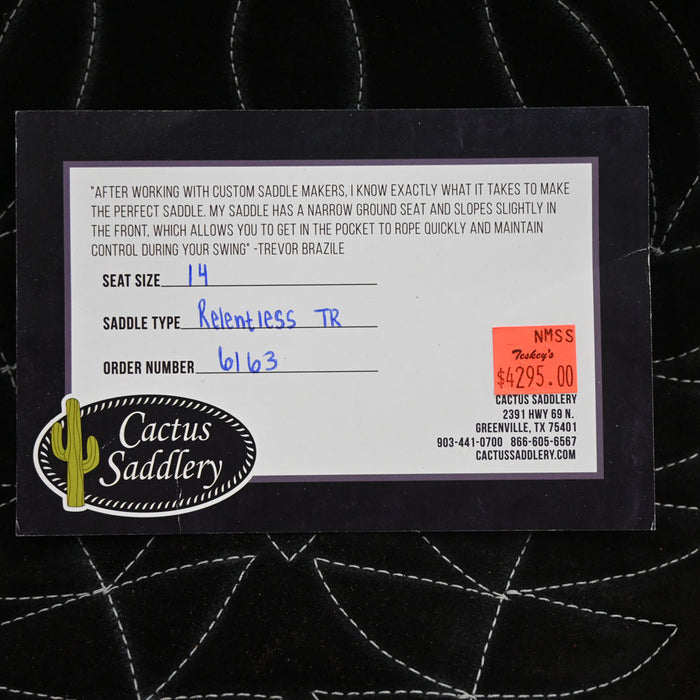 "AFTER WORKING WITH CUSTOM SADDLE MAKERS, I KNOW EXACTLY WHAT IT TAKES TO MAKE
THE PERFECT SADDLE. MY SADDLE HAS A NARROW GROUND SEAT AND SLOPES SLIGHTLY IN
THE FRONT, WHICH ALLOWS YOU TO GET IN THE POCKET TO ROPE QUICKLY AND MAINTAIN
CONTROL DURING YOUR SWING" -TREVOR BRAZILE
SEAT SIZE 14
SADDLE TYPE Relentless TR
ORDER NUMBER 6163
NMSS
Teskey's
$4295.00
CACTUS SADDLERY
2391 HWY 69 N.
GREENVILLE, TX 75401
903-441-0700 866-605-6567
CACTUSSADDLERY.COM
Cactus
Saddlery